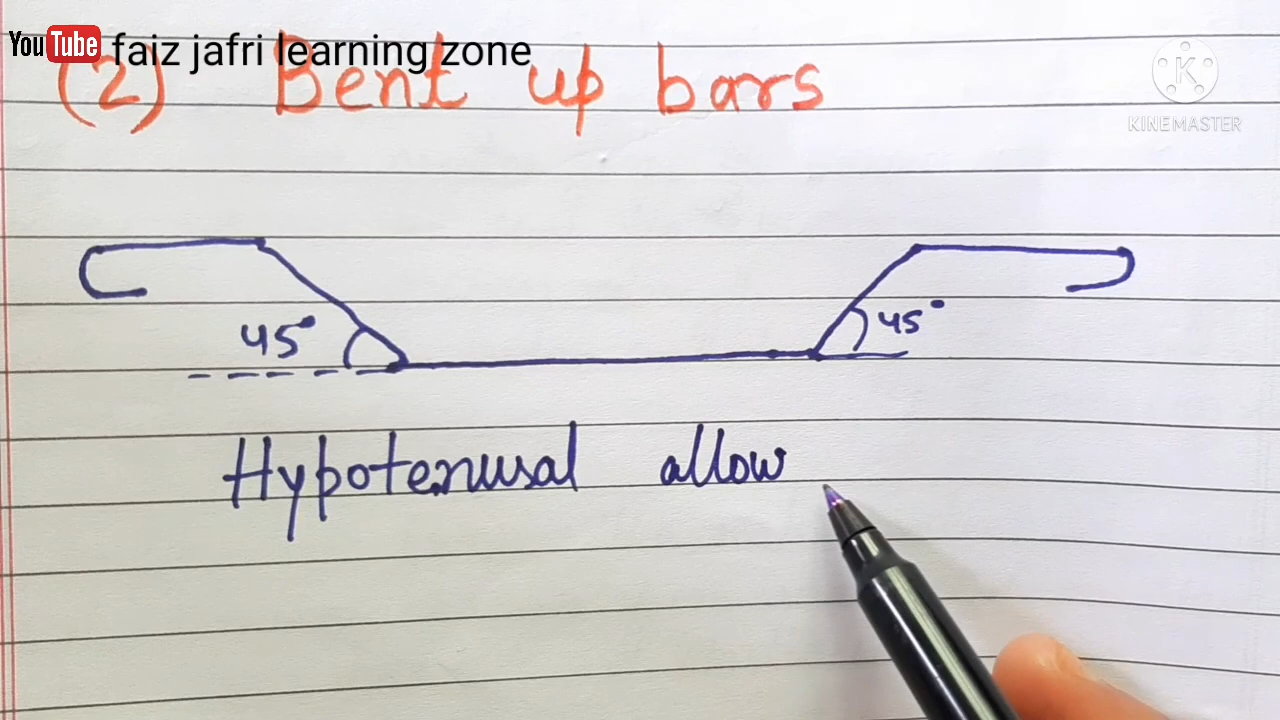 YouTube faiz jafri learning zone
K
KINEMASTER
(2) Bent up bars
45°
45°
Hypotenusal allow